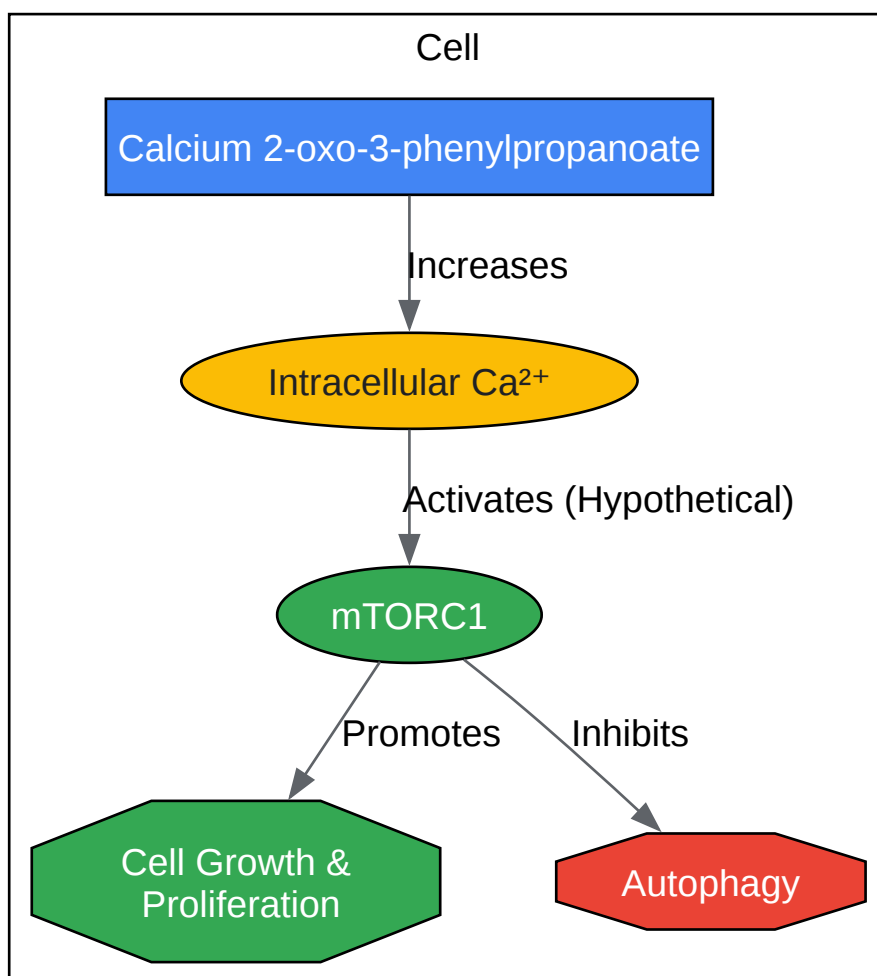 Cell
Calcium 2-oxo-3-phenylpropanoate
Increases
Intracellular Ca²⁺
Activates (Hypothetical)
mTORC1
Promotes
Inhibits
Cell Growth &
Proliferation
Autophagy